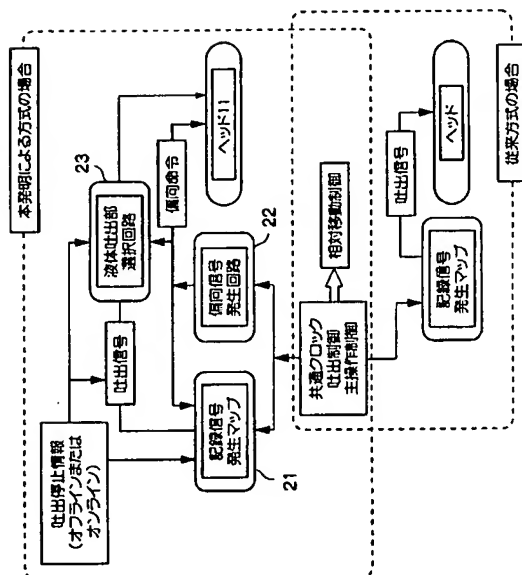 本発明による方式の場合
吐出停止情報
(オフラインまたは
オンライン)
吐出信号
23
液体吐出部
選択回路
偏向命令
ヘッド11
記録信号
発生マップ
21
偏向信号
発生回路
22
共通クロック
吐出制御
主操作制御
相対移動制御
記録信号
発生マップ
吐出信号
ヘッド
従来方式の場合